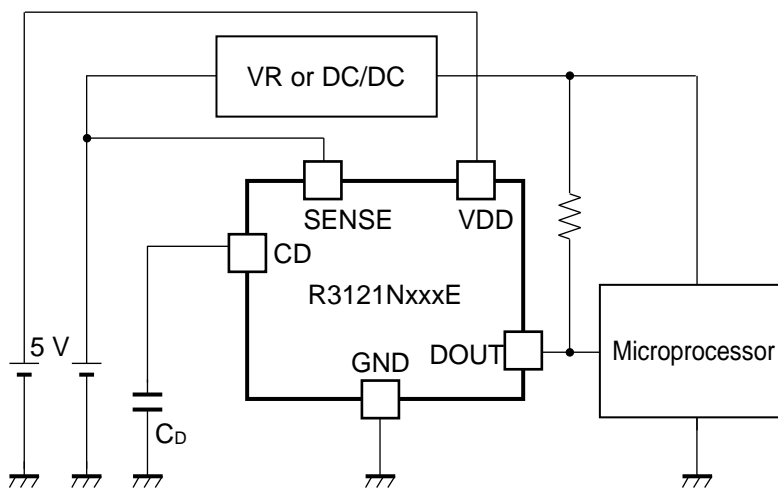 VR or DC/DC
SENSE
VDD
CD
R3121NxxxE
5 V
GND
DOUT
Microprocessor
CD